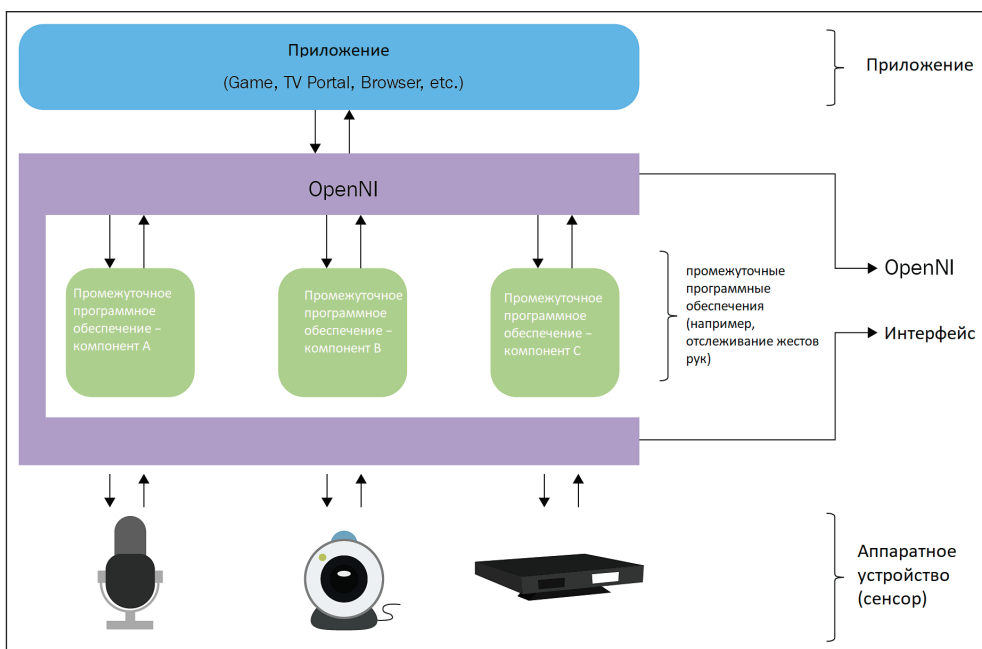 Приложение
(Game, TV Portal, Browser, etc.)
Приложение
OpenNI
Промежуточное
программное
обеспечение –
компонент А
Промежуточное
программное
обеспечение –
компонент В
Промежуточное
программное
обеспечение –
компонент С
промежуточные
программные
обеспечения
(например,
отслеживание жестов
рук)
OpenNI
Интерфейс
Аппаратное
устройство
(сенсор)